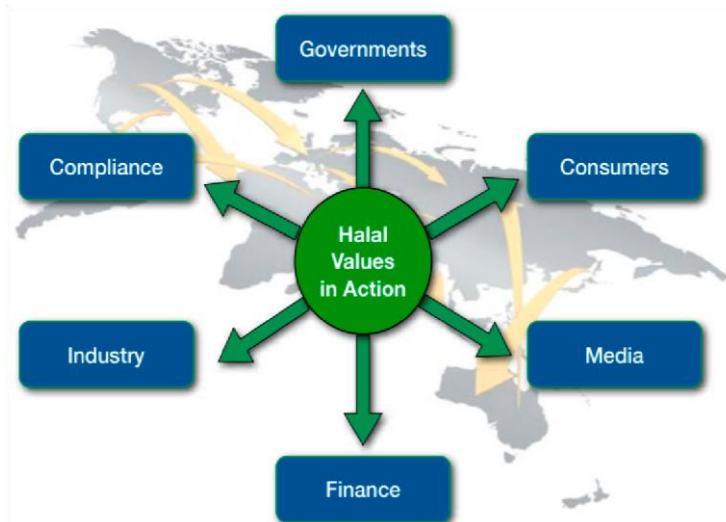 Governments
Compliance
Consumers
Halal
Values
in Action
Industry
Media
Finance